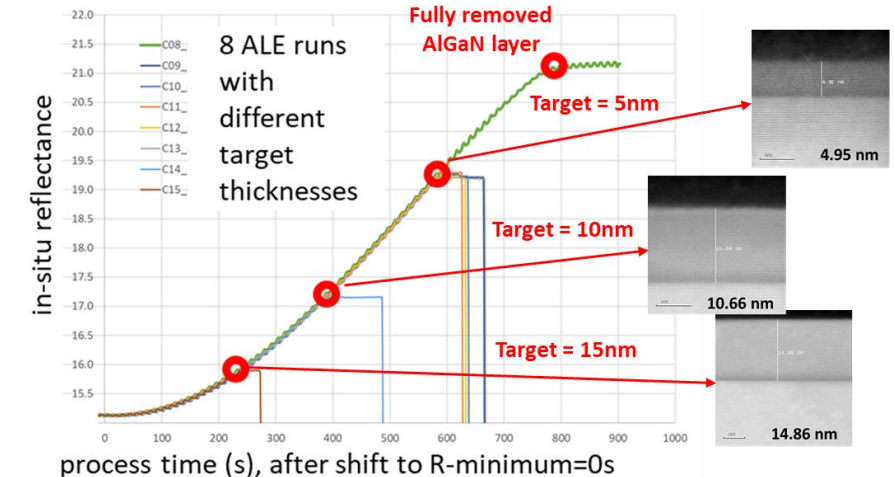 Fully removed
AlGaN layer
22.0
21.5
21.0
20.5
20.0
19.5
19.0
18.5
18.0
17.5
17.0
16.5
16.0
15.5
in-situ reflectance
C08_
C09_
C10_
C11_
C12_
C13_
C14_
C15_
8 ALE runs
with
different
target
thicknesses
Target = 5nm
Target = 10nm
Target = 15nm
4.95 nm
10.66 nm
14.86 nm
0
100
200
300
400
500
600
700
800
900
1000
process time (s), after shift to R-minimum=0s